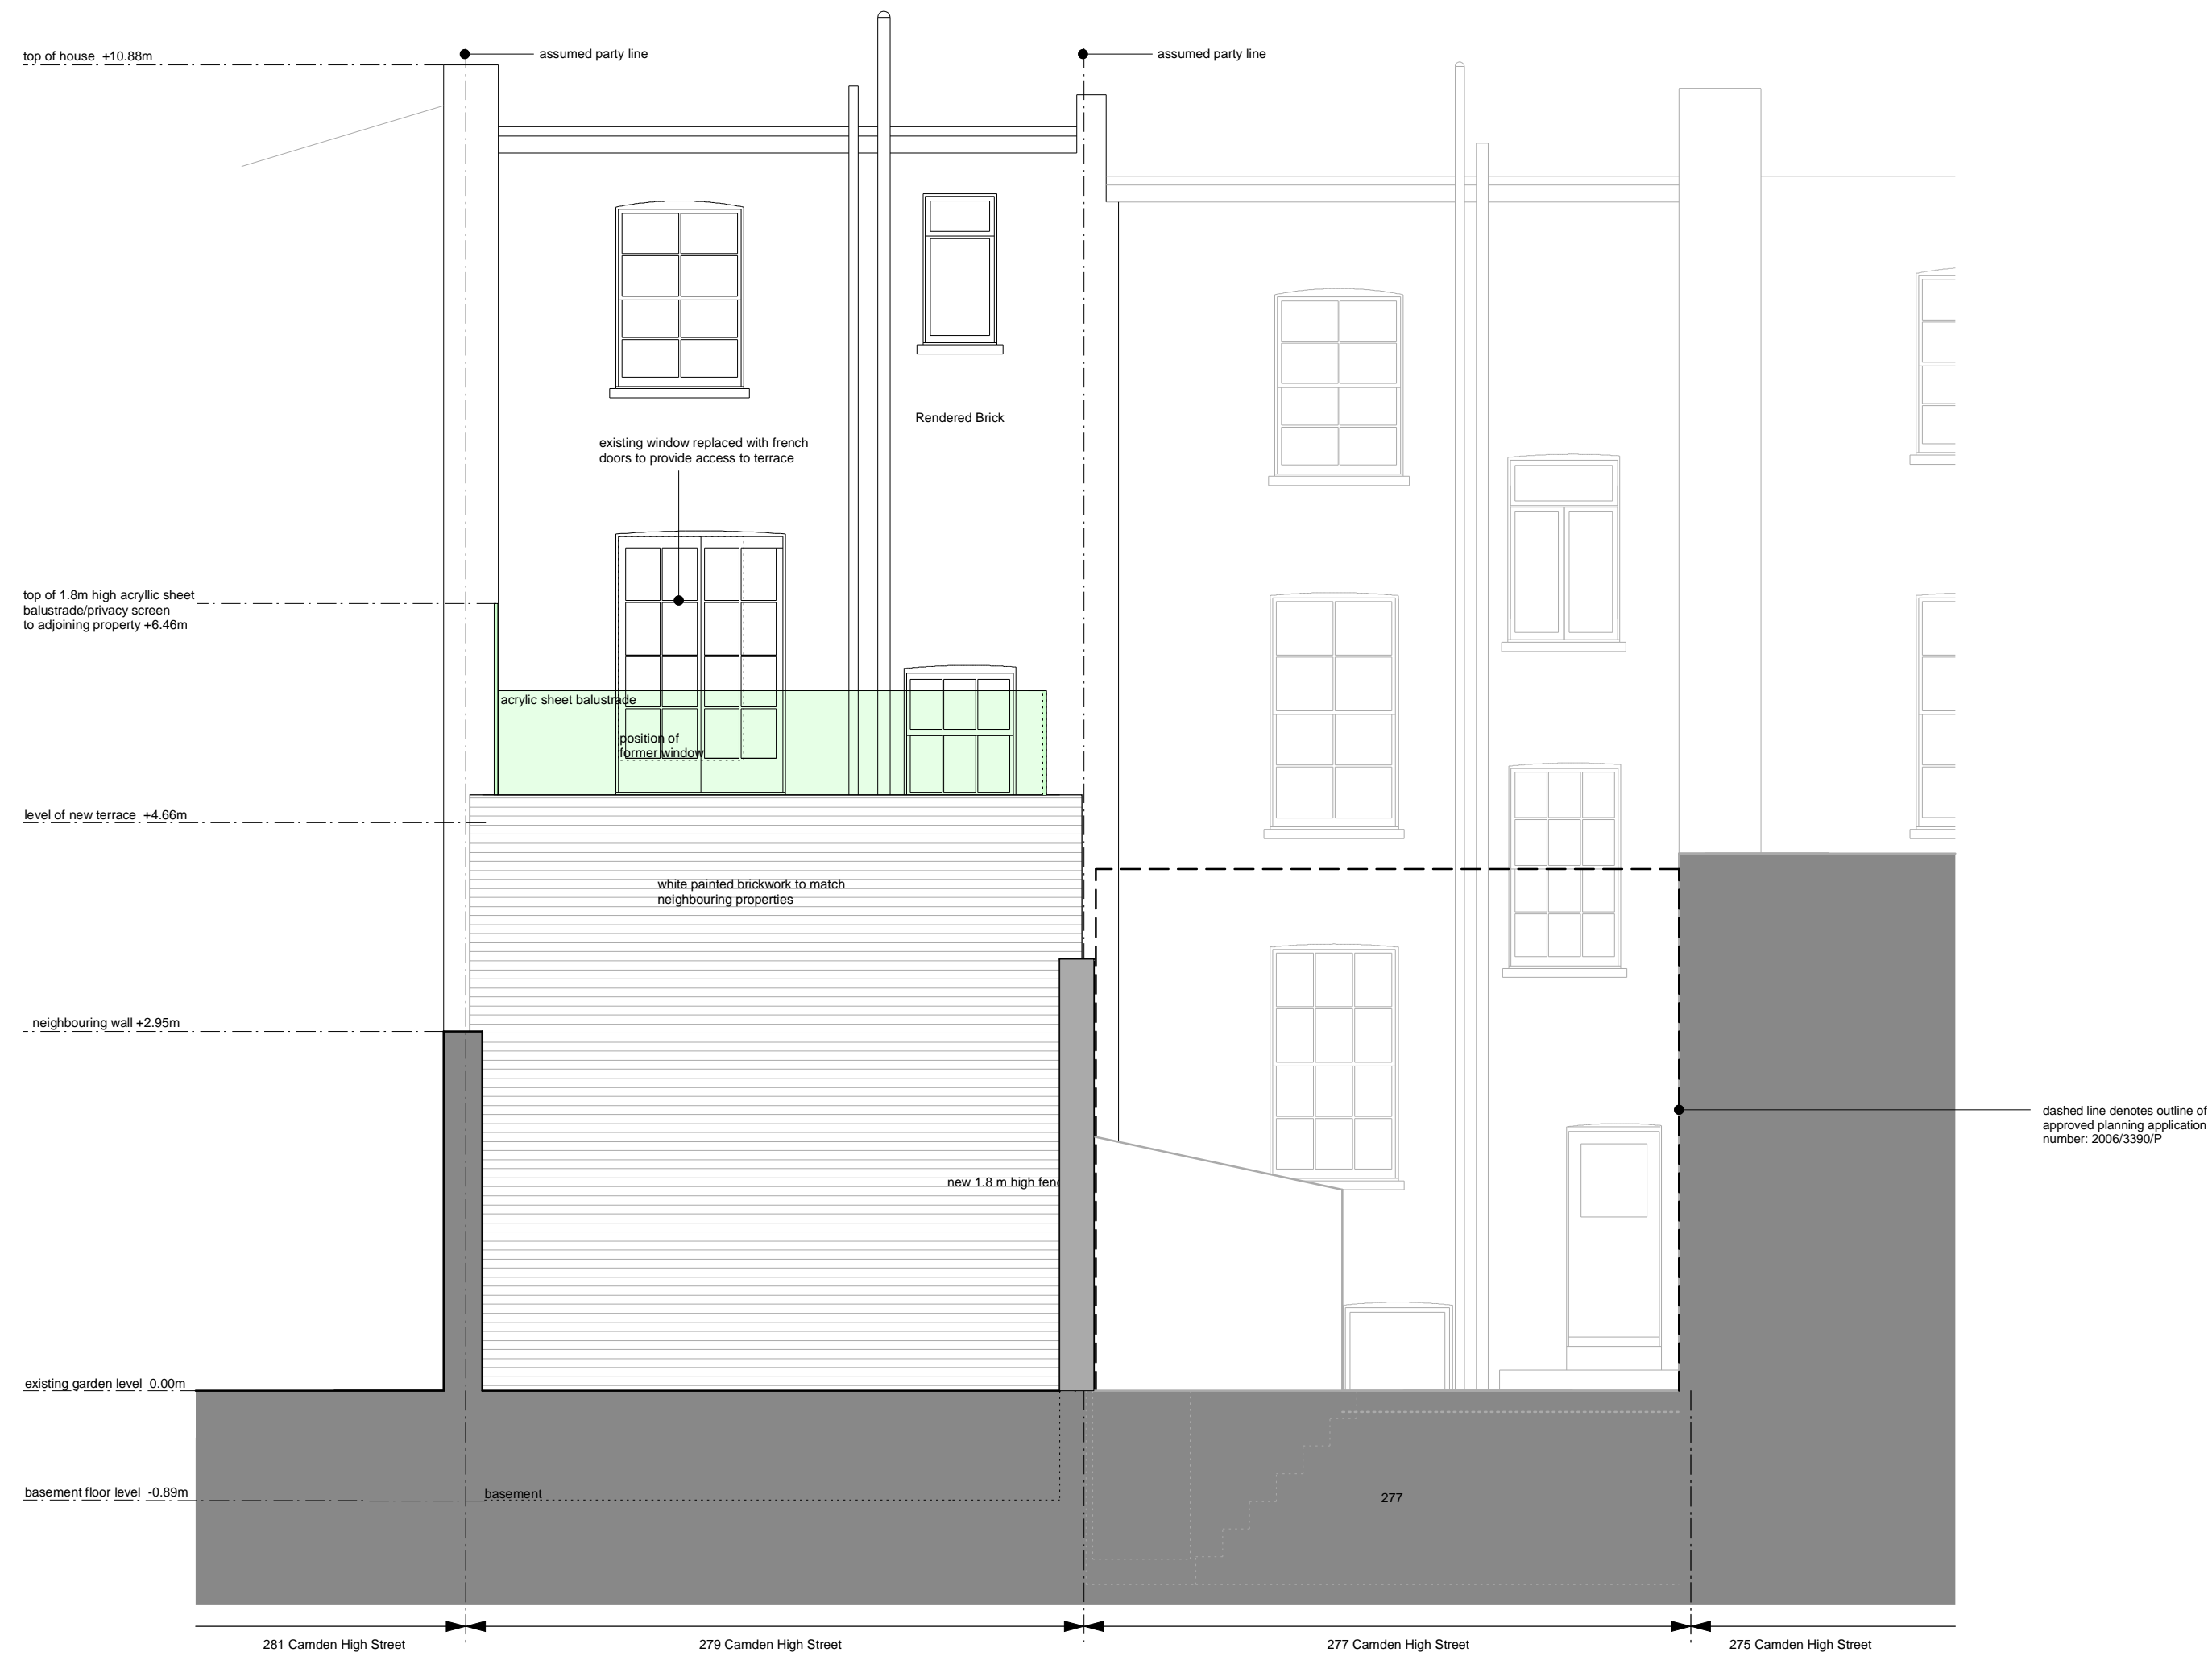 top of house +10.88m
assumed party line
assumed party line
Rendered Brick
existing window replaced with french
doors to provide access to terrace
top of 1.8m high acryllic sheet
balustrade/privacy screen
to adjoining property +6.46m
acrylic sheet balustrade
position of
former window
level of new terrace +4.66m
white painted brickwork to match
neighbouring properties
neighbouring wall +2.95m
dashed line denotes outline of
approved planning application
number: 2006/3390/P
new 1.8 m high fenc
existing garden level 0.00m
basement floor level -0.89m
basement
277
281 Camden High Street
279 Camden High Street
277 Camden High Street
275 Camden High Street